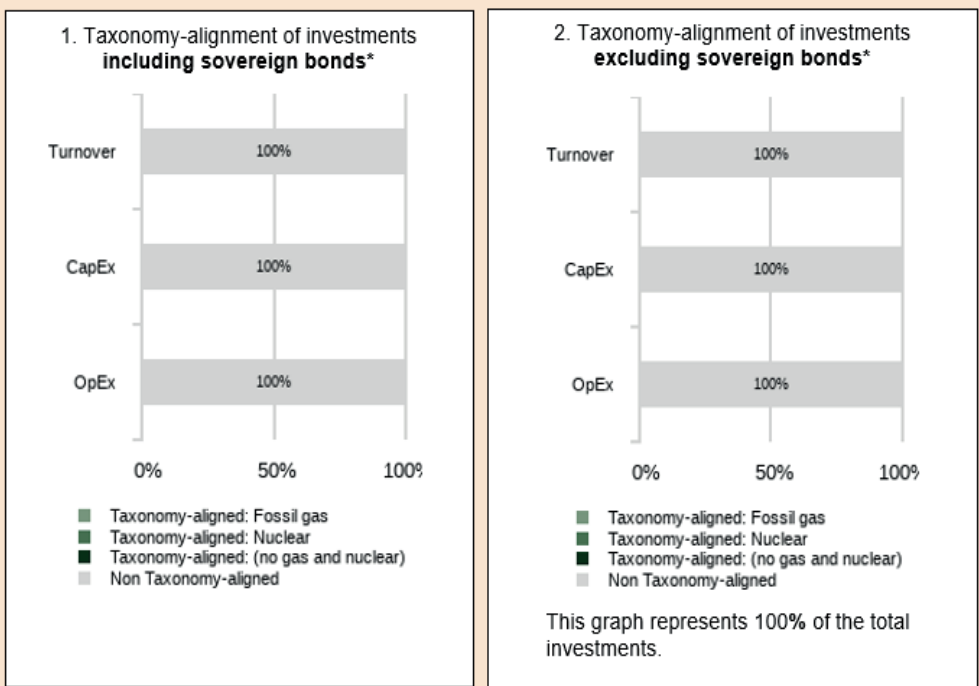 1. Taxonomy-alignment of investments
including sovereign bonds*
Turnover
100%
CapEx
100%
OpEx
100%
0% 50% 100%
Taxonomy-aligned: Fossil gas
Taxonomy-aligned: Nuclear
Taxonomy-aligned: (no gas and nuclear)
Non Taxonomy-aligned
2. Taxonomy-alignment of investments
excluding sovereign bonds*
Turnover
100%
CapEx
100%
OpEx
100%
0% 50% 100%
Taxonomy-aligned: Fossil gas
Taxonomy-aligned: Nuclear
Taxonomy-aligned: (no gas and nuclear)
Non Taxonomy-aligned
This graph represents 100% of the total
investments.